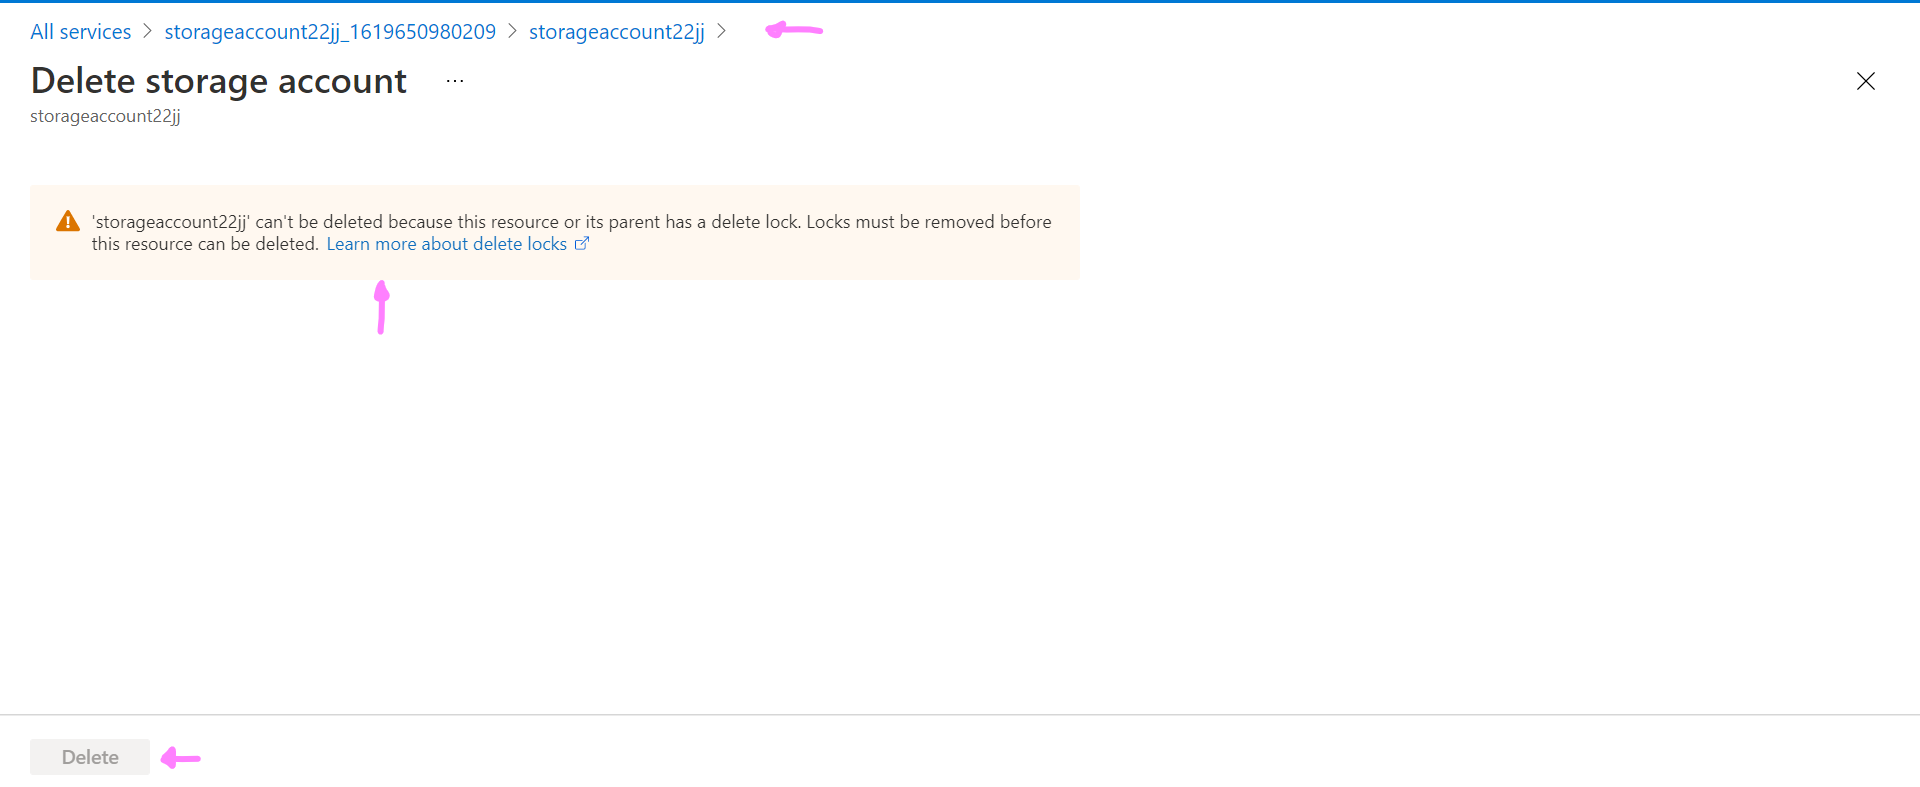 All services > storageaccount22jj_1619650980209 > storageaccount22jj >
Delete storage account ...
storageaccount22jj
'storageaccount22jj' can't be deleted because this resource or its parent has a delete lock. Locks must be removed before
this resource can be deleted. Learn more about delete locks
Delete